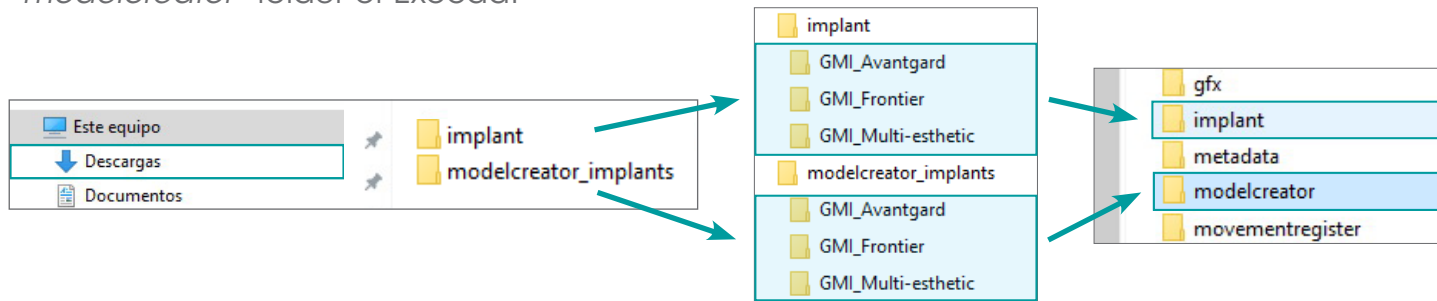 modelcreator folder of Exocad.
Este equipo
Descargas
Documentos
implant
modelcreator_implants
implant
GMI_Avantgard
GMI_Frontier
GMI_Multi-esthetic
modelcreator_implants
GMI_Avantgard
GMI_Frontier
GMI_Multi-esthetic
gfx
implant
metadata
modelcreator
movementregister